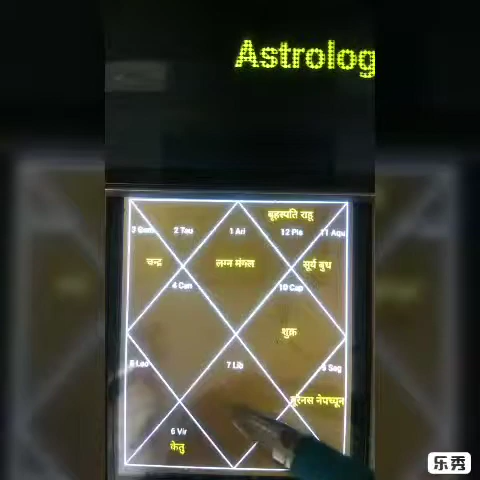 Astrolog
बृहस्पति राहू
3 Gem 2 Tau 1 Ari 12 Pis 11 Aqu
चन्द्र लग्न मंगल सूर्य बुध
4 Can 10 Cap
शुक्र
5 Leo 7 Lib 9 Sag
नेपच्यून
6 Vir
केतु
乐秀